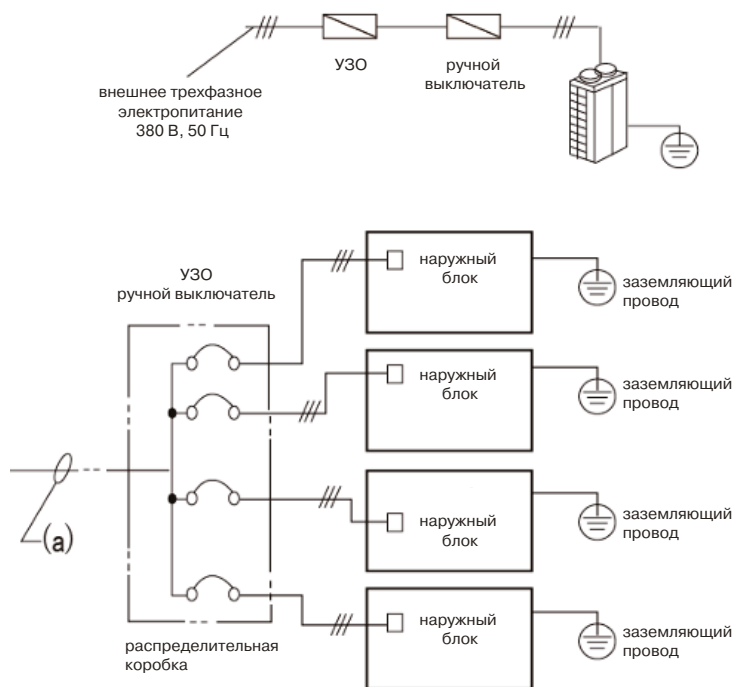 УЗО
ручной
выключатель
внешнее трехфазное
электропитание
380 В, 50 Гц
УЗО
ручной выключатель
наружный
блок
заземляющий
провод
наружный
блок
заземляющий
провод
(a)
наружный
блок
заземляющий
провод
наружный
блок
заземляющий
провод
распределительная
коробка